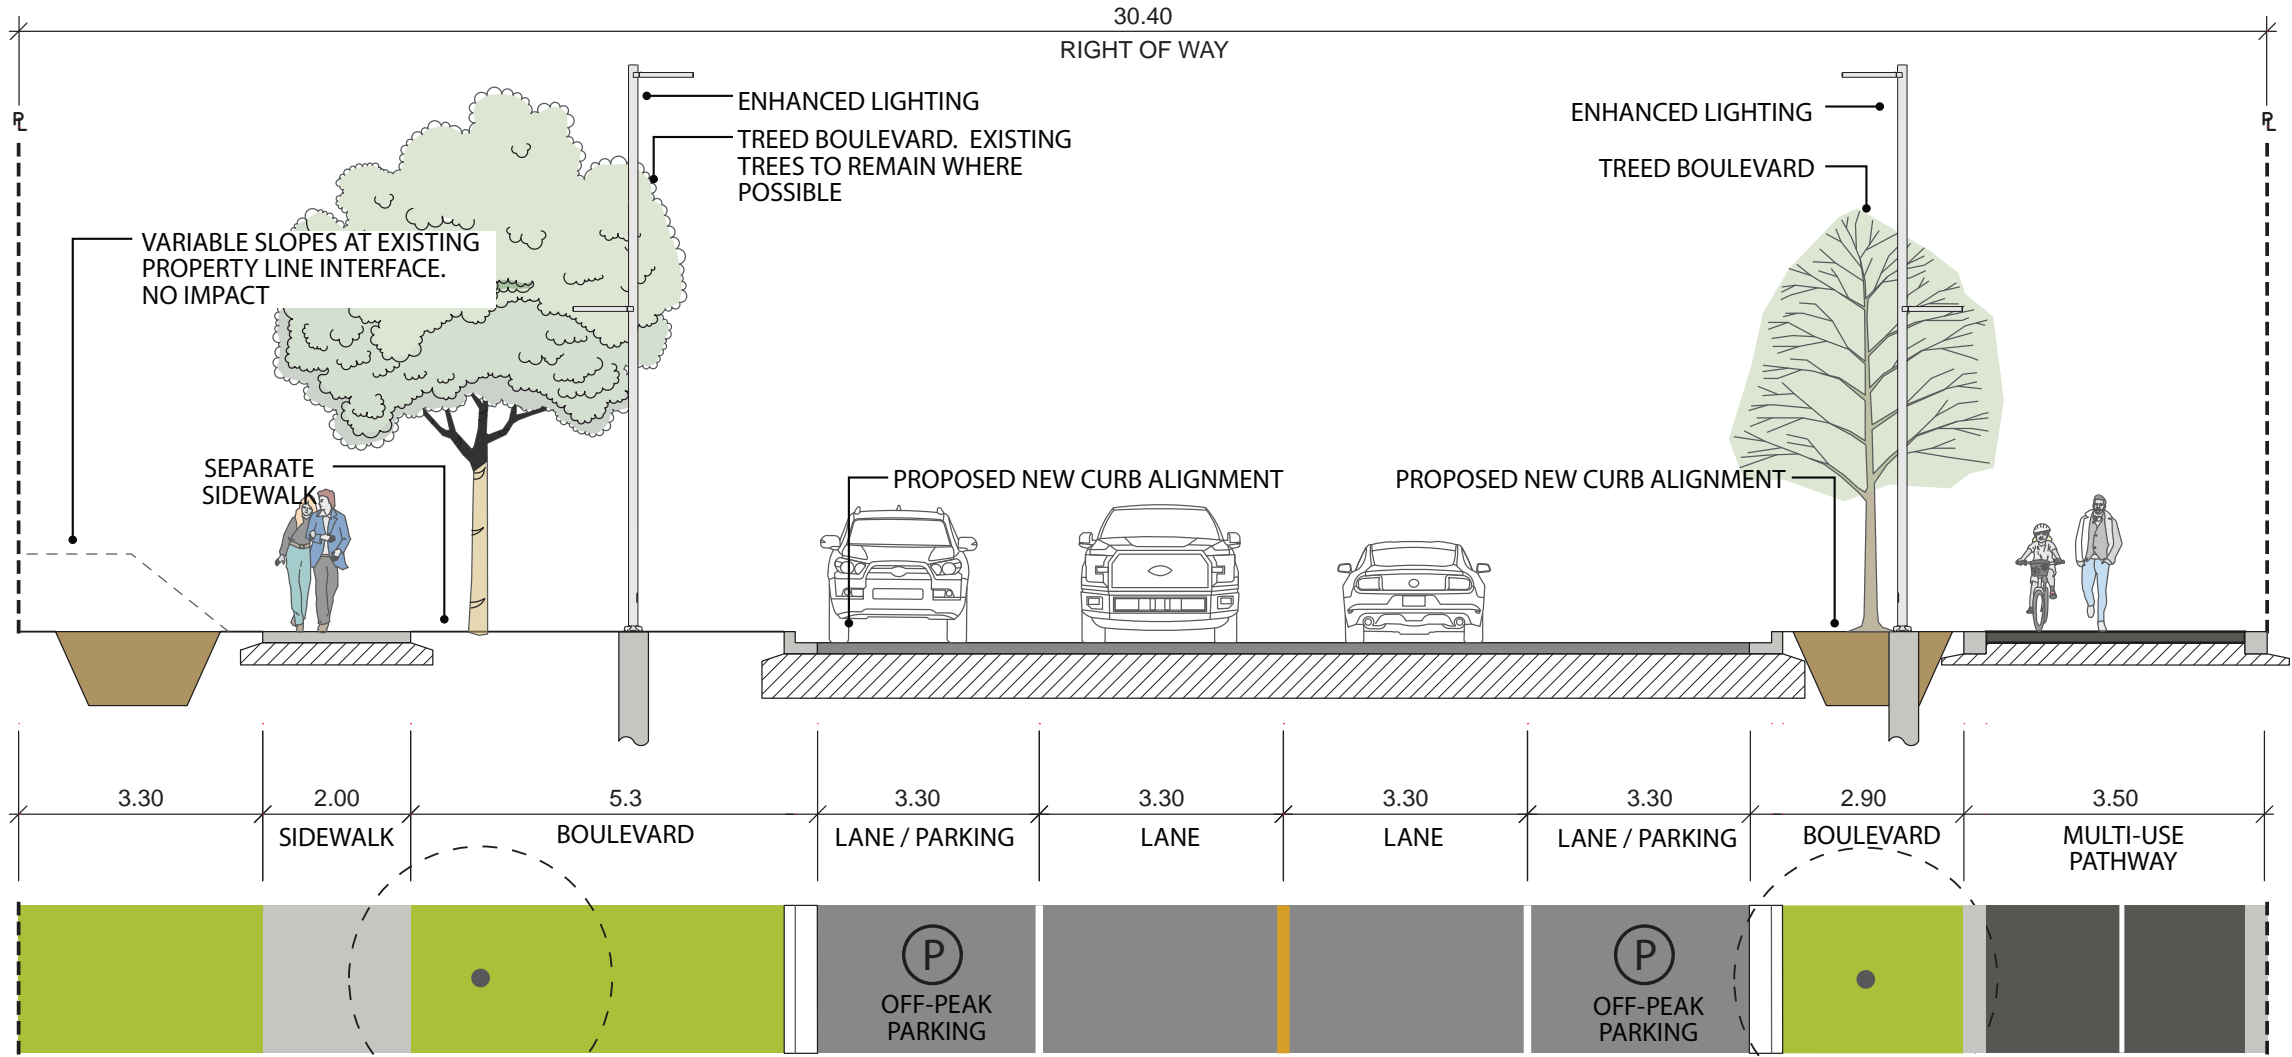 30.40
RIGHT OF WAY
PL
PL
ENHANCED LIGHTING
TREED BOULEVARD.  EXISTING
TREES TO REMAIN WHERE
POSSIBLE
ENHANCED LIGHTING
TREED BOULEVARD
VARIABLE SLOPES AT EXISTING
PROPERTY LINE INTERFACE.
NO IMPACT
SEPARATE
SIDEWALK
PROPOSED NEW CURB ALIGNMENT
PROPOSED NEW CURB ALIGNMENT
3.30
2.00
5.3
3.30
3.30
3.30
3.30
2.90
3.50
SIDEWALK
BOULEVARD
LANE / PARKING
LANE
LANE
LANE / PARKING
BOULEVARD
MULTI-USE
PATHWAY
P
OFF-PEAK
PARKING
P
OFF-PEAK
PARKING